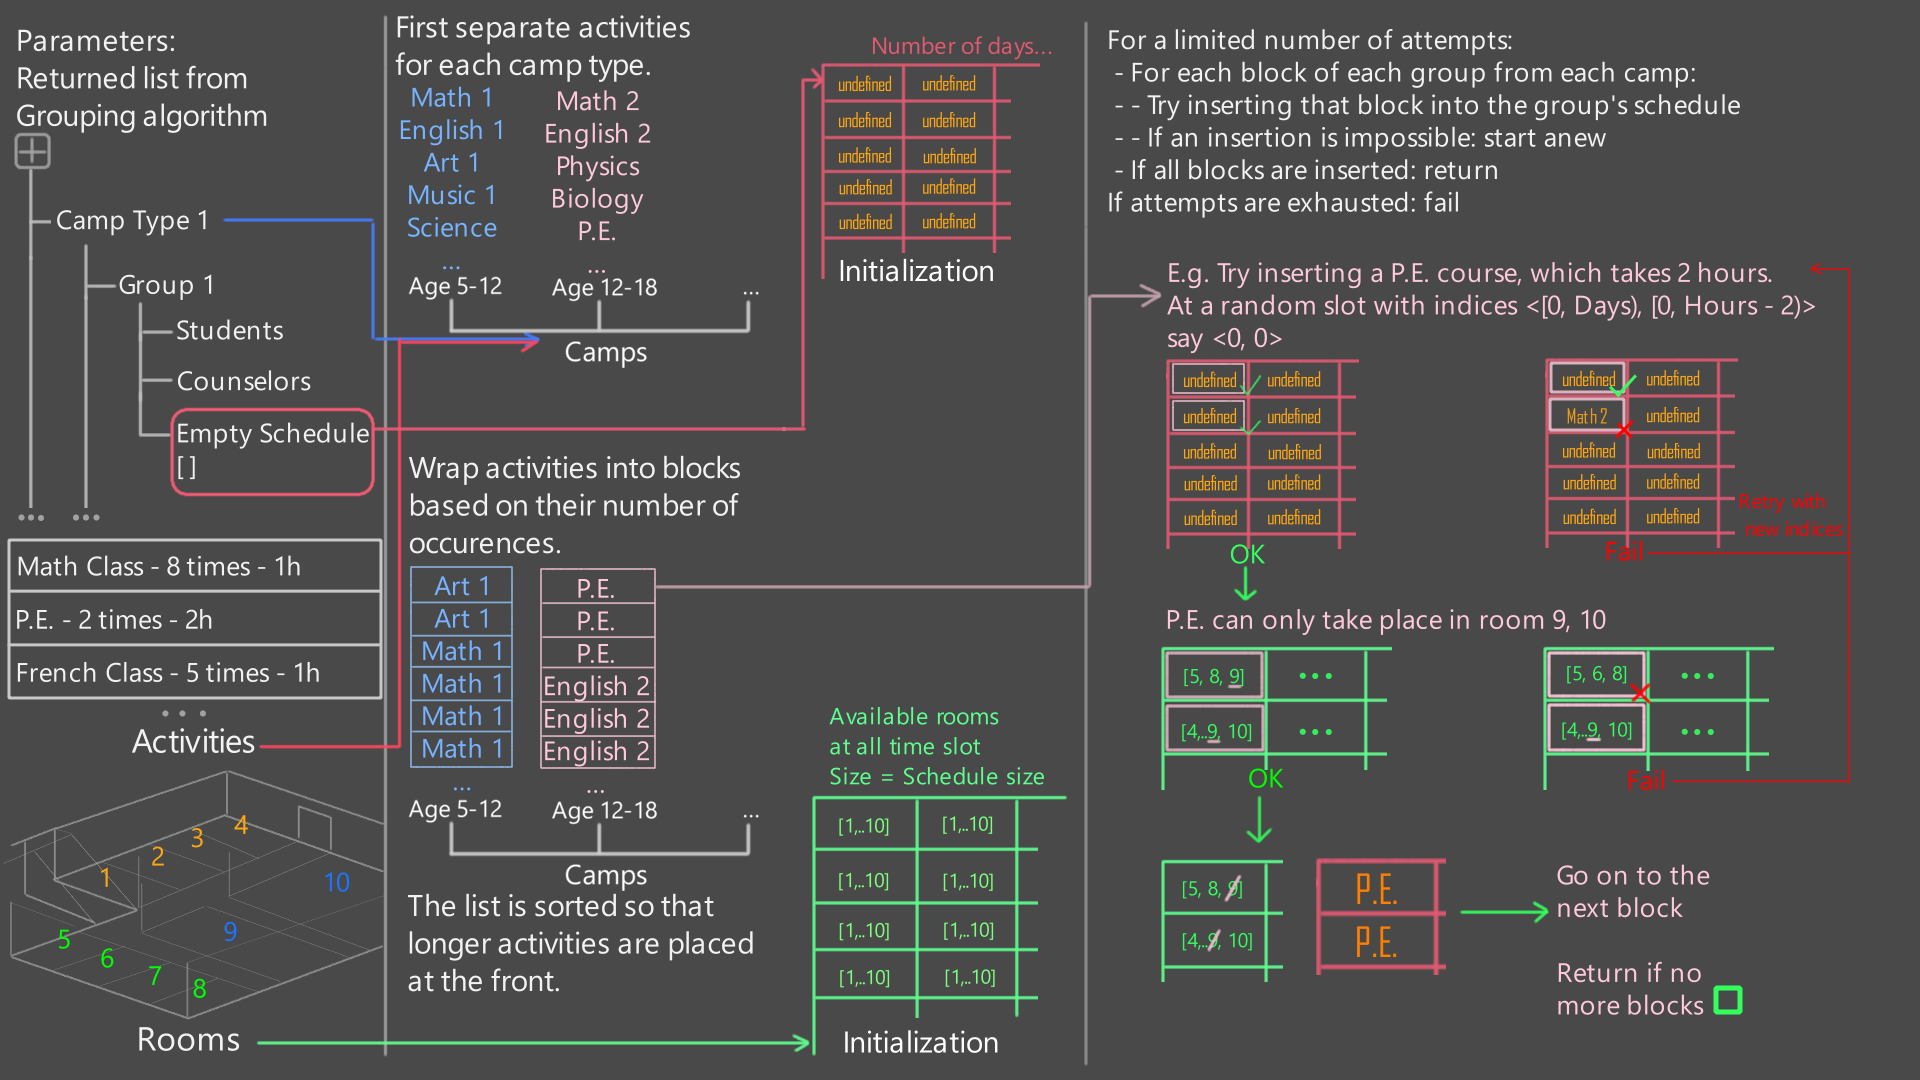 Parameters:
Returned list from
Grouping algorithm
Camp Type 1
Group 1
Students
Counselors
Empty Schedule
[ ]
...
...
Math Class - 8 times - 1h
P.E. - 2 times - 2h
French Class - 5 times - 1h
...
Activities
1
2
3
4
5
6
7
8
9
10
Rooms
First separate activities
for each camp type.
Math 1
English 1
Art 1
Music 1
Science
...
Age 5-12
Math 2
English 2
Physics
Biology
P.E.
...
Age 12-18
...
Camps
Number of days...
undefined undefined
undefined undefined
undefined undefined
undefined undefined
undefined undefined
Initialization
Wrap activities into blocks
based on their number of
occurences.
Art 1
Art 1
Math 1
Math 1
Math 1
Math 1
...
Age 5-12
P.E.
P.E.
P.E.
English 2
English 2
English 2
...
Age 12-18
...
Camps
The list is sorted so that
longer activities are placed
at the front.
Available rooms
at all time slot
Size = Schedule size
[1,..10] [1,..10]
[1,..10] [1,..10]
[1,..10] [1,..10]
[1,..10] [1,..10]
Initialization
For a limited number of attempts:
- For each block of each group from each camp:
- - Try inserting that block into the group's schedule
- - If an insertion is impossible: start anew
- If all blocks are inserted: return
If attempts are exhausted: fail
E.g. Try inserting a P.E. course, which takes 2 hours.
At a random slot with indices <[0, Days), [0, Hours - 2)>
say <0, 0>
undefined undefined
undefined undefined
undefined undefined
undefined undefined
undefined undefined
OK
undefined undefined
Math 2 undefined
undefined undefined
undefined undefined
undefined undefined
Fail
Retry with
new indices
P.E. can only take place in room 9, 10
[5, 8, 9] ...
[4,..9, 10] ...
OK
[5, 6, 8] ...
[4,..9, 10] ...
Fail
[5, 8, 9]
[4,..9, 10]
P.E.
P.E.
Go on to the
next block
Return if no
more blocks